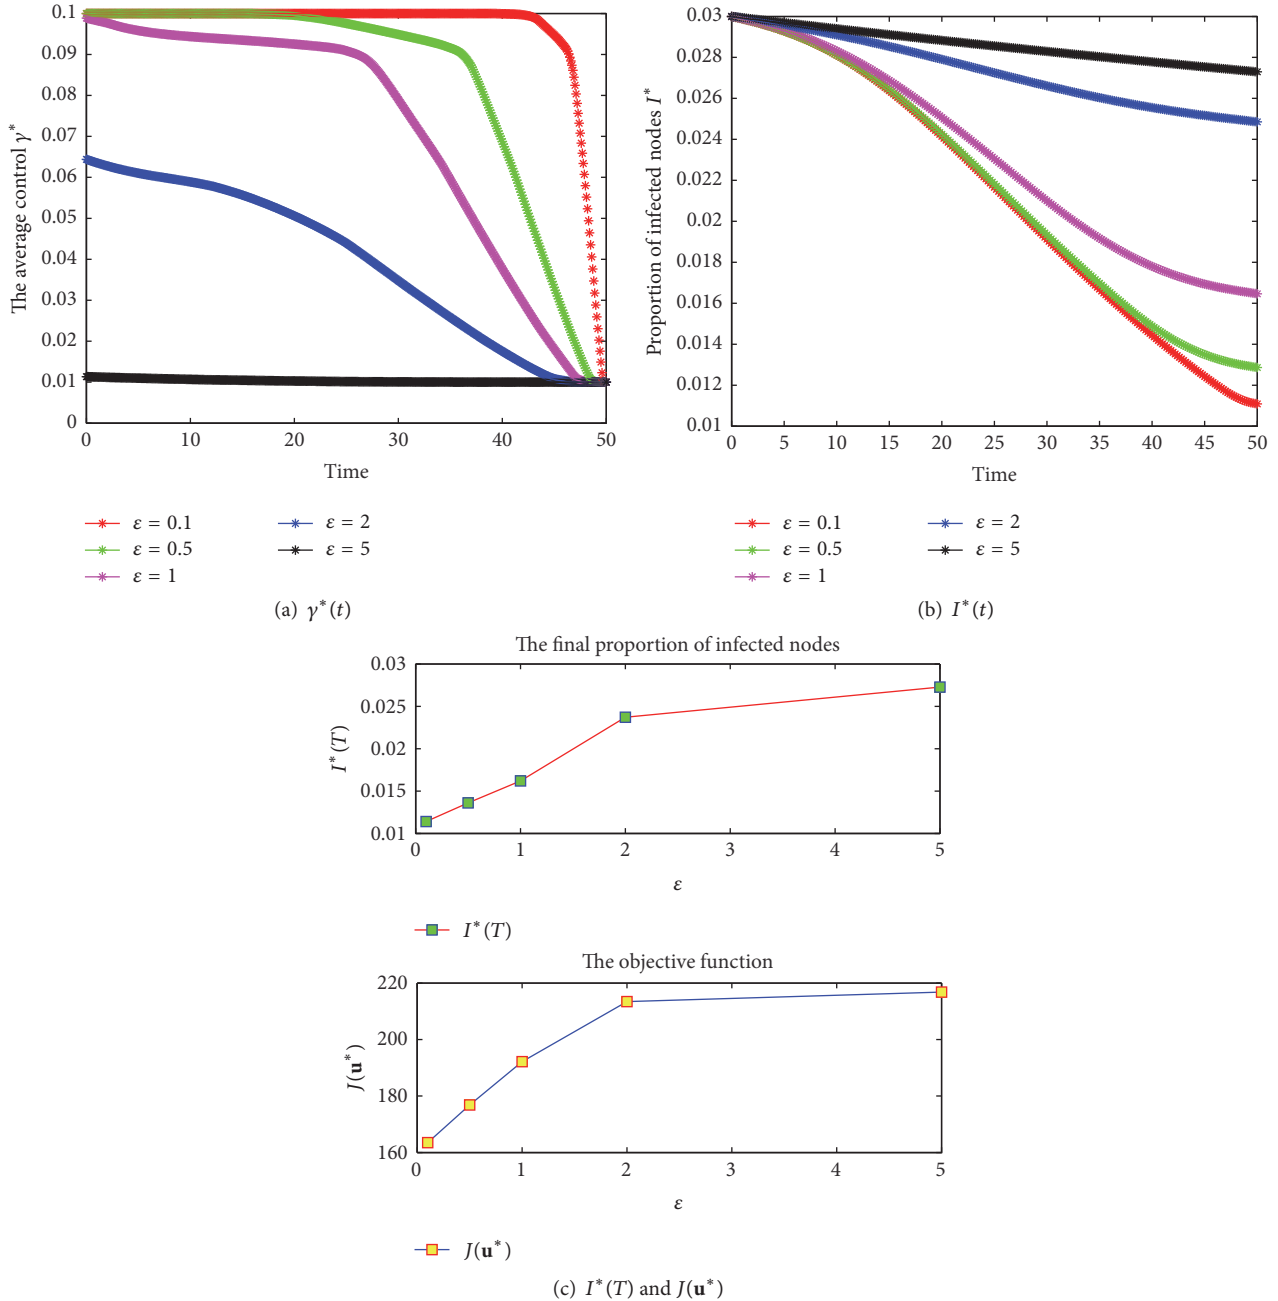 The average control γ*
0.1
0.090
0.08
0.07
0.06
0.05
0.04
0.03
0.02
0.01
0
0 10 20 30 40 50
Time
ε = 0.1
ε = 0.5
ε = 1
ε = 2
ε = 5
(a) γ*(t)
Proportion of infected nodes I*
0.03
0.028
0.026
0.024
0.022
0.02
0.018
0.016
0.014
0.012
0.01
0 5 10 15 20 25 30 35 40 45 50
Time
ε = 0.1
ε = 0.5
ε = 1
ε = 2
ε = 5
(b) I*(t)
The final proportion of infected nodes
I*(T)
0.03
0.025
0.02
0.015
0.01
0 1 2 3 4 5
ε
I*(T)
The objective function
J(u*)
220
200
180
160
0 1 2 3 4 5
ε
J(u*)
(c) I*(T) and J(u*)